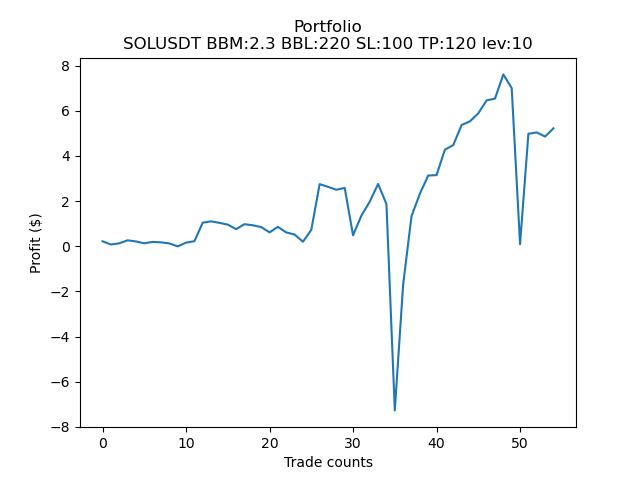 Portfolio
SOLUSDT BBM:2.3 BBL:220 SL:100 TP:120 lev:10
8
6
4
2
0
−2
−4
−6
−8
Profit ($)
0 10 20 30 40 50
Trade counts